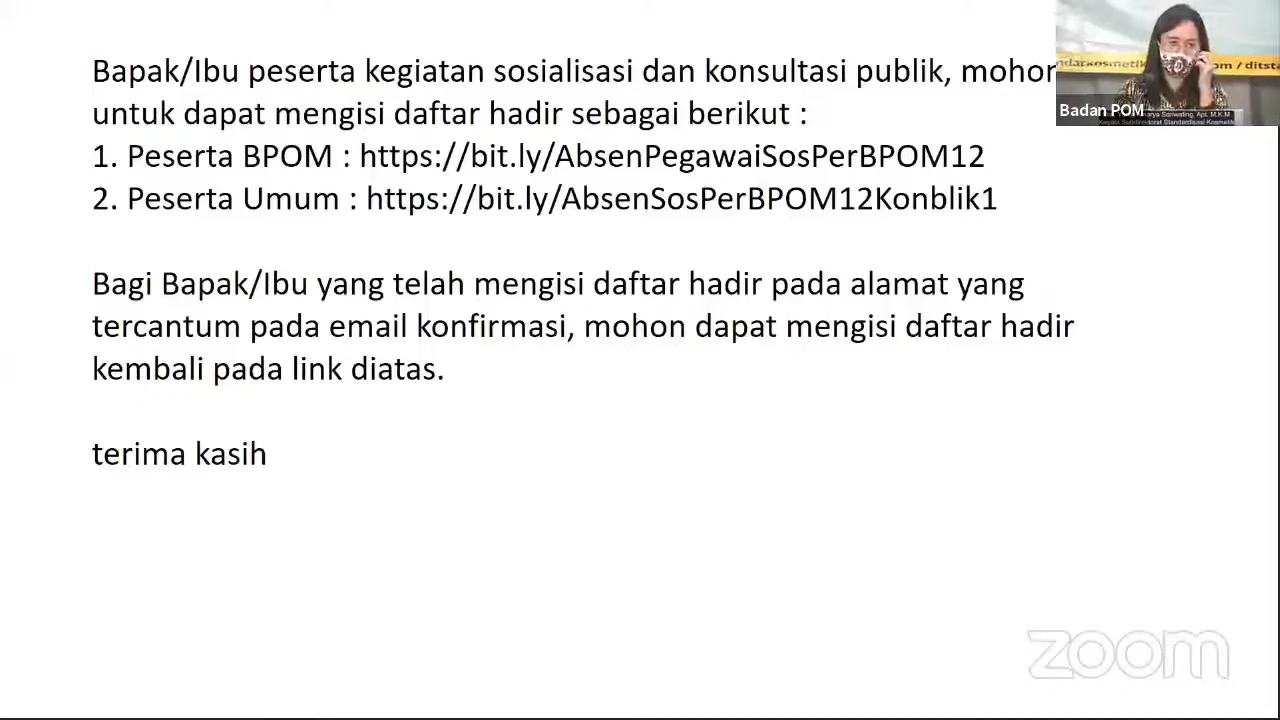 Bapak/Ibu peserta kegiatan sosialisasi dan konsultasi publik, mohon
untuk dapat mengisi daftar hadir sebagai berikut :
1. Peserta BPOM : https://bit.ly/AbsenPegawaiSosPerBPOM12
2. Peserta Umum : https://bit.ly/AbsenSosPerBPOM12Konblik1
Bagi Bapak/Ibu yang telah mengisi daftar hadir pada alamat yang
tercantum pada email konfirmasi, mohon dapat mengisi daftar hadir
kembali pada link diatas.
terima kasih
Badan POM
zoom